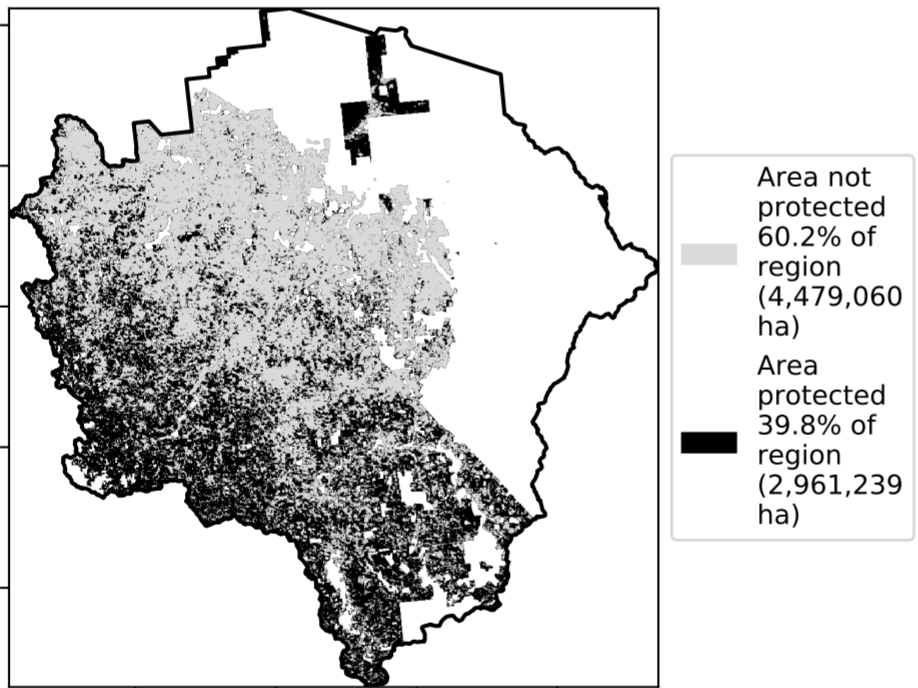 Area not
protected
60.2% of
region
(4,479,060
ha)
Area
protected
39.8% of
region
(2,961,239
ha)